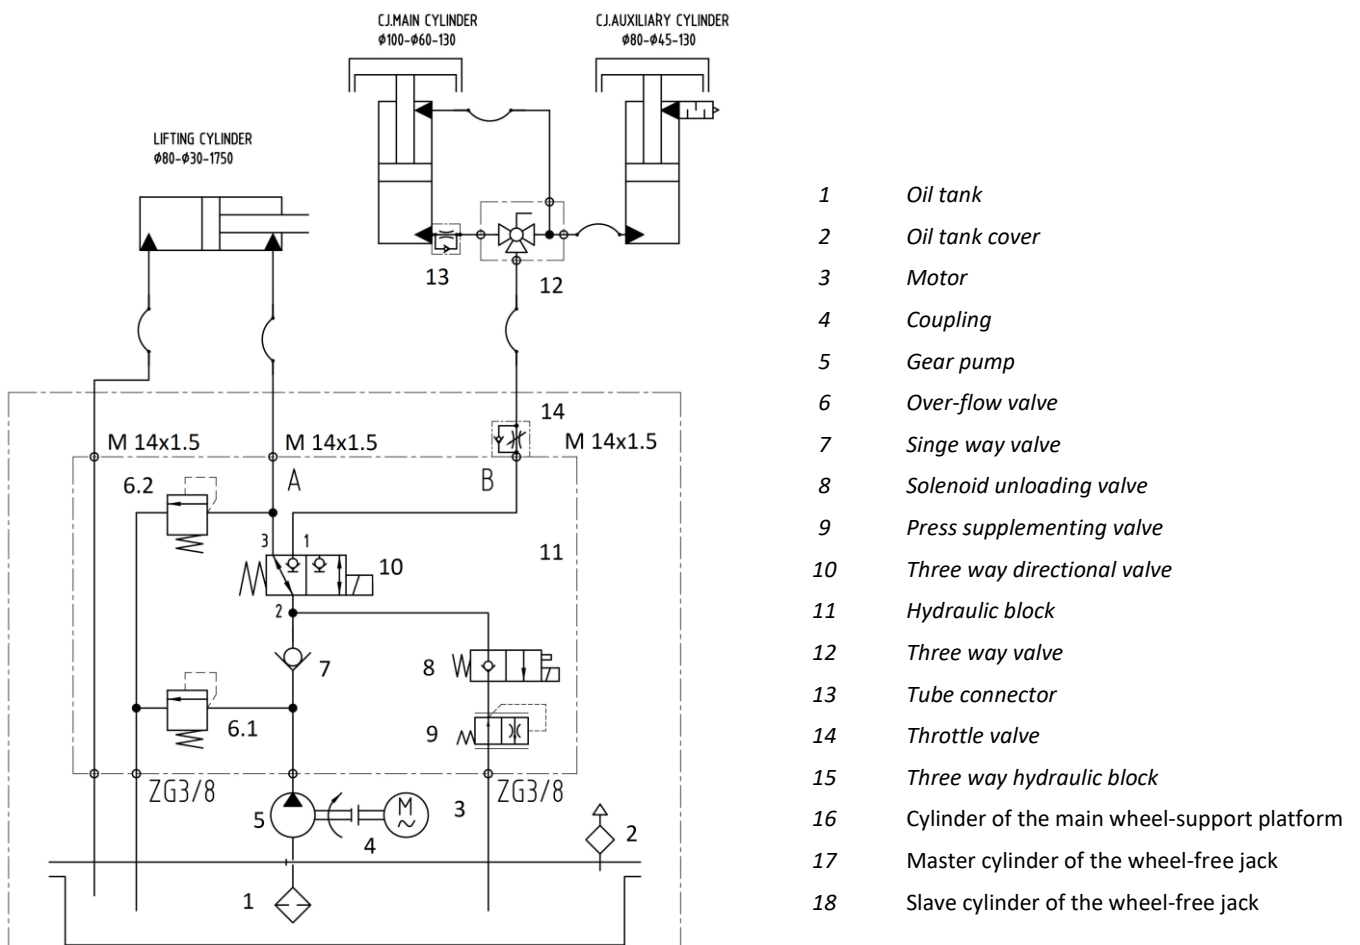 CJ.MAIN CYLINDER
ϕ100-ϕ60-130
CJ.AUXILIARY CYLINDER
ϕ80-ϕ45-130
LIFTING CYLINDER
ϕ80-ϕ30-1750
13
12
14
M 14x1.5
M 14x1.5
M 14x1.5
6.2
A
B
3
1
10
11
2
7
8
6.1
9
ZG3/8
ZG3/8
5
M
~
3
4
2
1
1 Oil tank
2 Oil tank cover
3 Motor
4 Coupling
5 Gear pump
6 Over-flow valve
7 Singe way valve
8 Solenoid unloading valve
9 Press supplementing valve
10 Three way directional valve
11 Hydraulic block
12 Three way valve
13 Tube connector
14 Throttle valve
15 Three way hydraulic block
16 Cylinder of the main wheel-support platform
17 Master cylinder of the wheel-free jack
18 Slave cylinder of the wheel-free jack